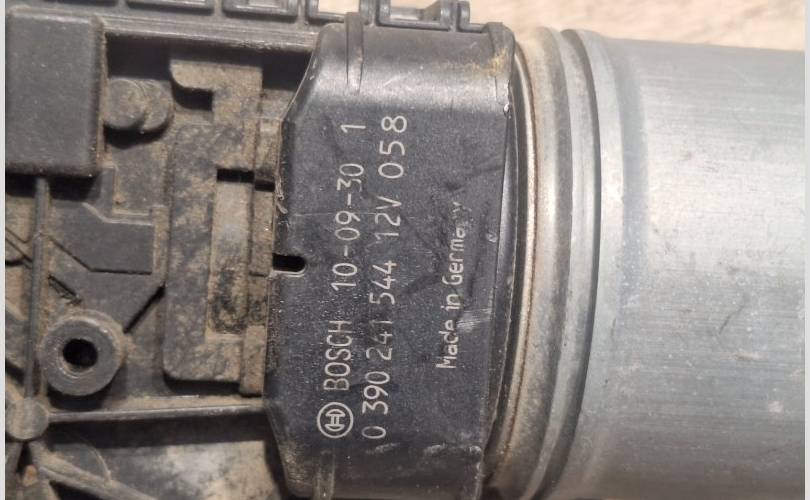 BOSCH 10-09-30 1
0 390 241 544 12V 058
Made in Germany